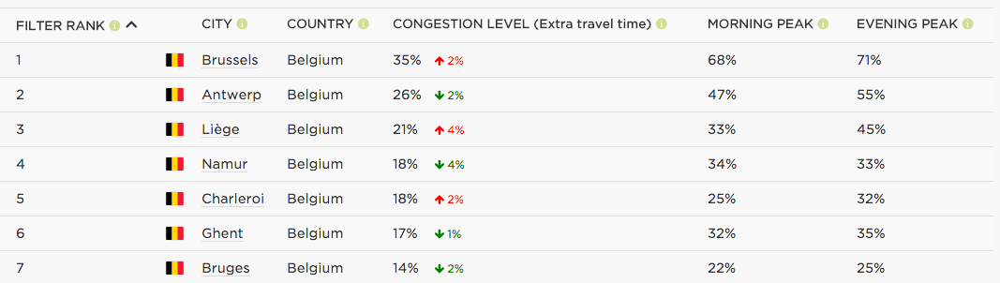 FILTER RANK CITY COUNTRY CONGESTION LEVEL (Extra travel time) MORNING PEAK EVENING PEAK
1 Brussels Belgium 35% 2% 68% 71%
2 Antwerp Belgium 26% 2% 47% 55%
3 Liège Belgium 21% 4% 33% 45%
4 Namur Belgium 18% 4% 34% 33%
5 Charleroi Belgium 18% 2% 25% 32%
6 Ghent Belgium 17% 1% 32% 35%
7 Bruges Belgium 14% 2% 22% 25%